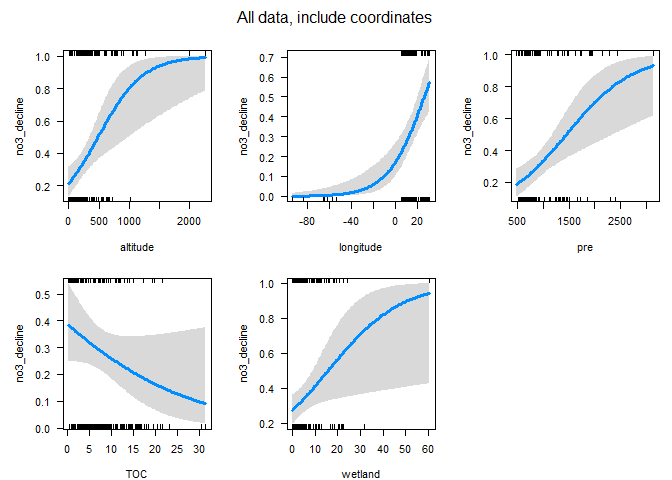 All data, include coordinates
no3_decline
1.0
0.8
0.6
0.4
0.2
0 500 1000 2000
altitude
no3_decline
0.7
0.6
0.5
0.4
0.3
0.2
0.1
0.0
-80 -40 0 20
longitude
no3_decline
1.0
0.8
0.6
0.4
0.2
500 1500 2500
pre
no3_decline
0.5
0.4
0.3
0.2
0.1
0.0
0 5 10 15 20 25 30
TOC
no3_decline
1.0
0.8
0.6
0.4
0.2
0 10 20 30 40 50 60
wetland